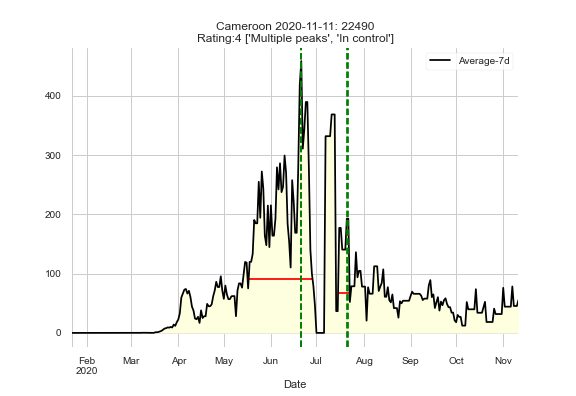 Cameroon 2020-11-11: 22490
Rating:4 ['Multiple peaks', 'In control']
Average-7d
400
300
200
100
0
Feb Mar Apr May Jun Jul Aug Sep Oct Nov
2020
Date